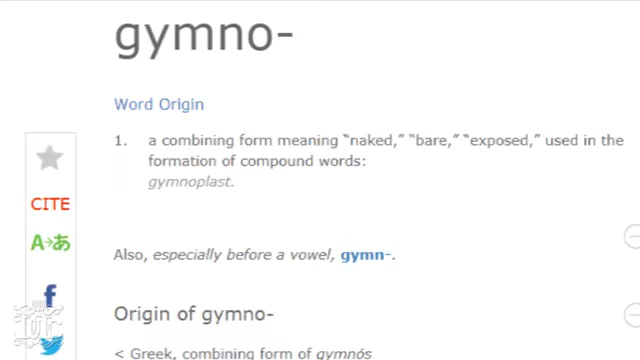 gymno-
Word Origin
1. a combining form meaning “naked,” “bare,” “exposed,” used in the
formation of compound words:
gymnoplast.
CITE
A→あ
Also, especially before a vowel, gymn-.
f
Origin of gymno-
< Greek, combining form of gymnós